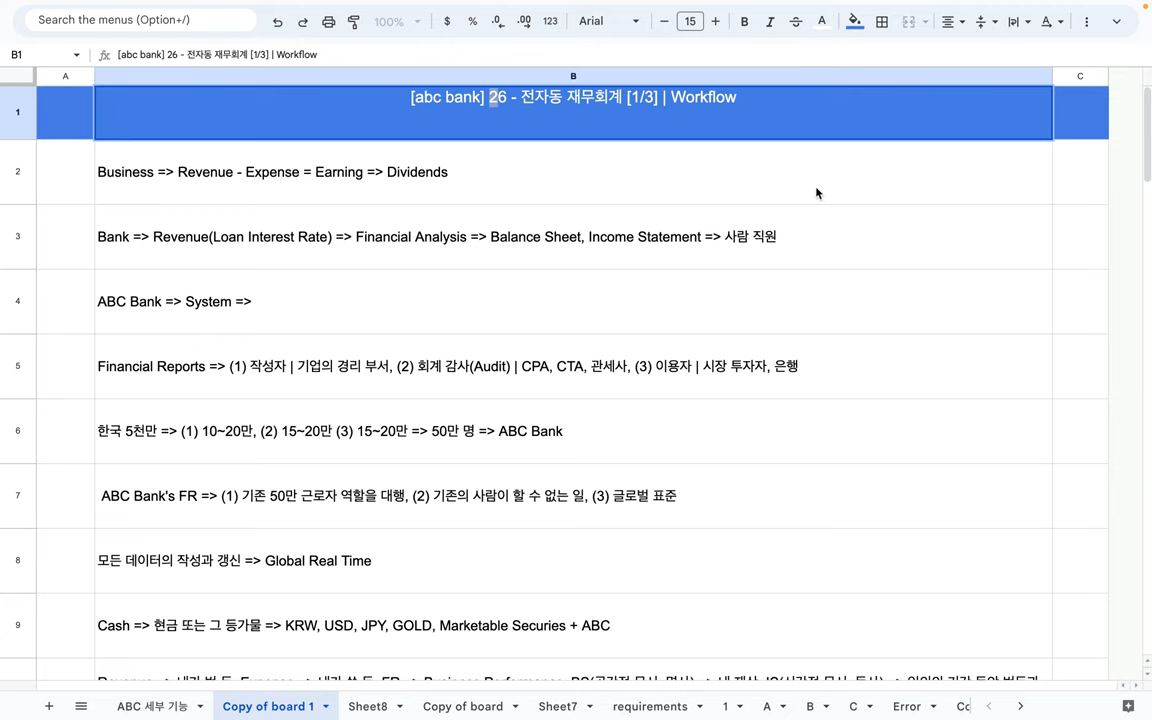 Search the menus (Option+/)
100%
$ % .0 .00 123 Arial 15 B I S A
B1 fx [abc bank] 26 - 전자동 재무회계 [1/3] | Workflow
A B C
1 [abc bank] 26 - 전자동 재무회계 [1/3] | Workflow
2 Business => Revenue - Expense = Earning => Dividends
3 Bank => Revenue(Loan Interest Rate) => Financial Analysis => Balance Sheet, Income Statement => 사람 직원
4 ABC Bank => System =>
5 Financial Reports => (1) 작성자 | 기업의 경리 부서, (2) 회계 감사(Audit) | CPA, CTA, 관세사, (3) 이용자 | 시장 투자자, 은행
6 한국 5천만 => (1) 10~20만, (2) 15~20만 (3) 15~20만 => 50만 명 => ABC Bank
7 ABC Bank's FR => (1) 기존 50만 근로자 역할을 대행, (2) 기존의 사람이 할 수 없는 일, (3) 글로벌 표준
8 모든 데이터의 작성과 갱신 => Global Real Time
9 Cash => 현금 또는 그 등가물 => KRW, USD, JPY, GOLD, Marketable Securies + ABC
ABC 세부 기능 Copy of board 1 Sheet8 Copy of board Sheet7 requirements 1 A B C Error